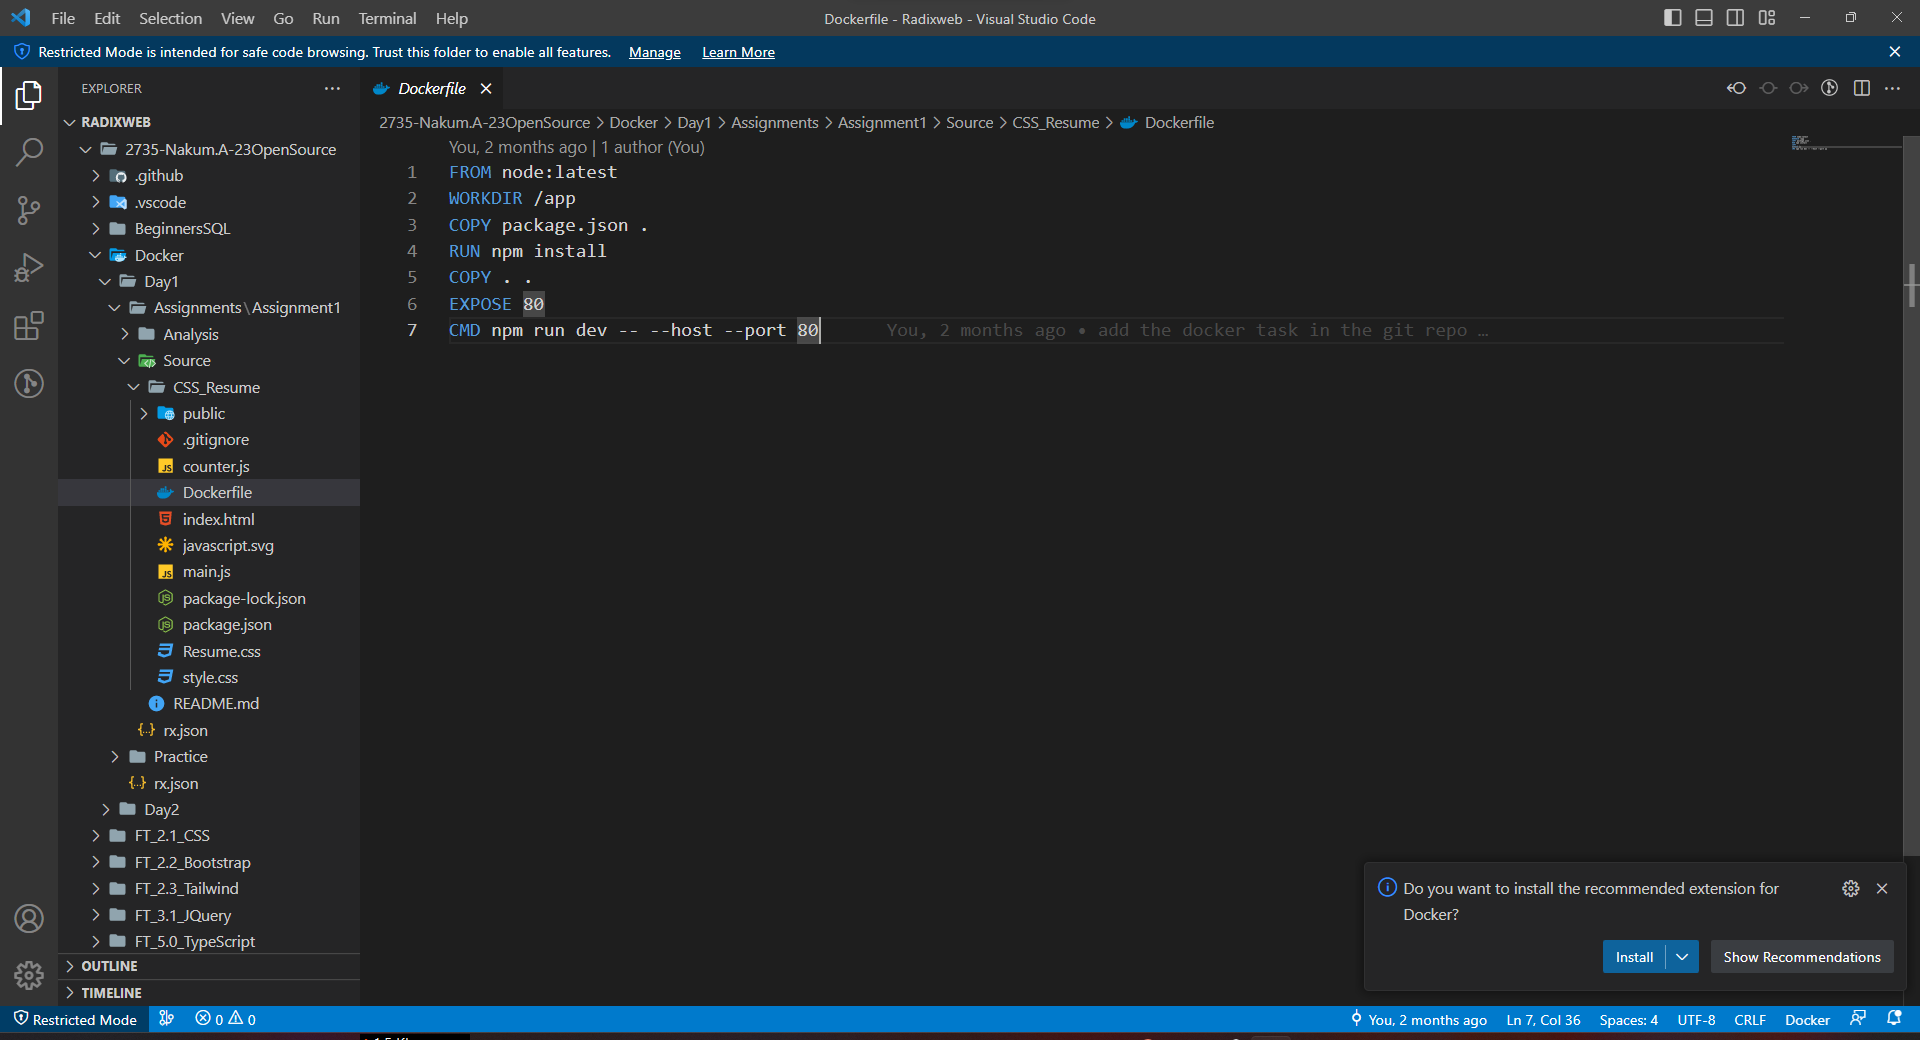 File Edit Selection View Go Run Terminal Help
Dockerfile - Radixweb - Visual Studio Code
Restricted Mode is intended for safe code browsing. Trust this folder to enable all features. Manage Learn More
EXPLORER
RADIXWEB
2735-Nakum.A-23OpenSource
.github
.vscode
BeginnersSQL
Docker
Day1
Assignments\Assignment1
Analysis
Source
CSS_Resume
public
.gitignore
counter.js
Dockerfile
index.html
javascript.svg
main.js
package-lock.json
package.json
Resume.css
style.css
README.md
rx.json
Practice
rx.json
Day2
FT_2.1_CSS
FT_2.2_Bootstrap
FT_2.3_Tailwind
FT_3.1_JQuery
FT_5.0_TypeScript
OUTLINE
TIMELINE
Dockerfile
2735-Nakum.A-23OpenSource > Docker > Day1 > Assignments > Assignment1 > Source > CSS_Resume > Dockerfile
You, 2 months ago | 1 author (You)
1 FROM node:latest
2 WORKDIR /app
3 COPY package.json .
4 RUN npm install
5 COPY . .
6 EXPOSE 80
7 CMD npm run dev -- --host --port 80 You, 2 months ago • add the docker task in the git repo …
Do you want to install the recommended extension for
Docker?
Install Show Recommendations
Restricted Mode 0 0 You, 2 months ago Ln 7, Col 36 Spaces: 4 UTF-8 CRLF Docker